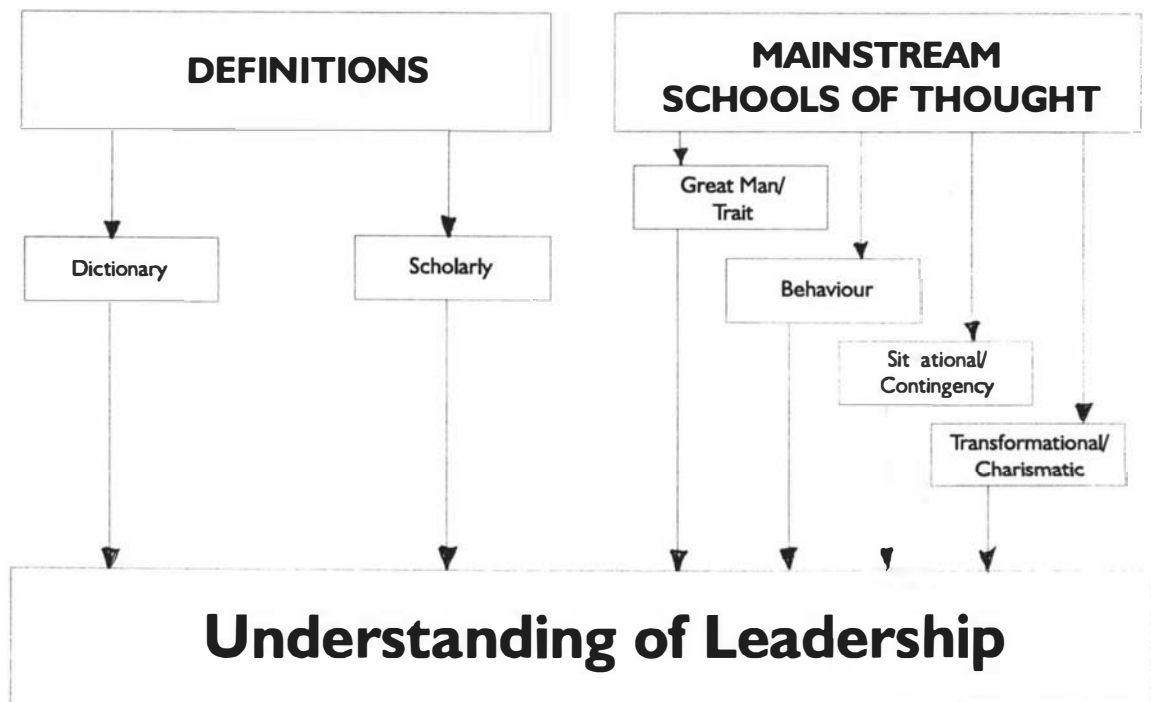 DEFINITIONS
MAINSTREAM
SCHOOLS OF THOUGHT
Great Man/
Trait
Dictionary
Scholarly
Behaviour
Sit ational/
Contingency
Transformational/
Charismatic
Understanding of Leadership